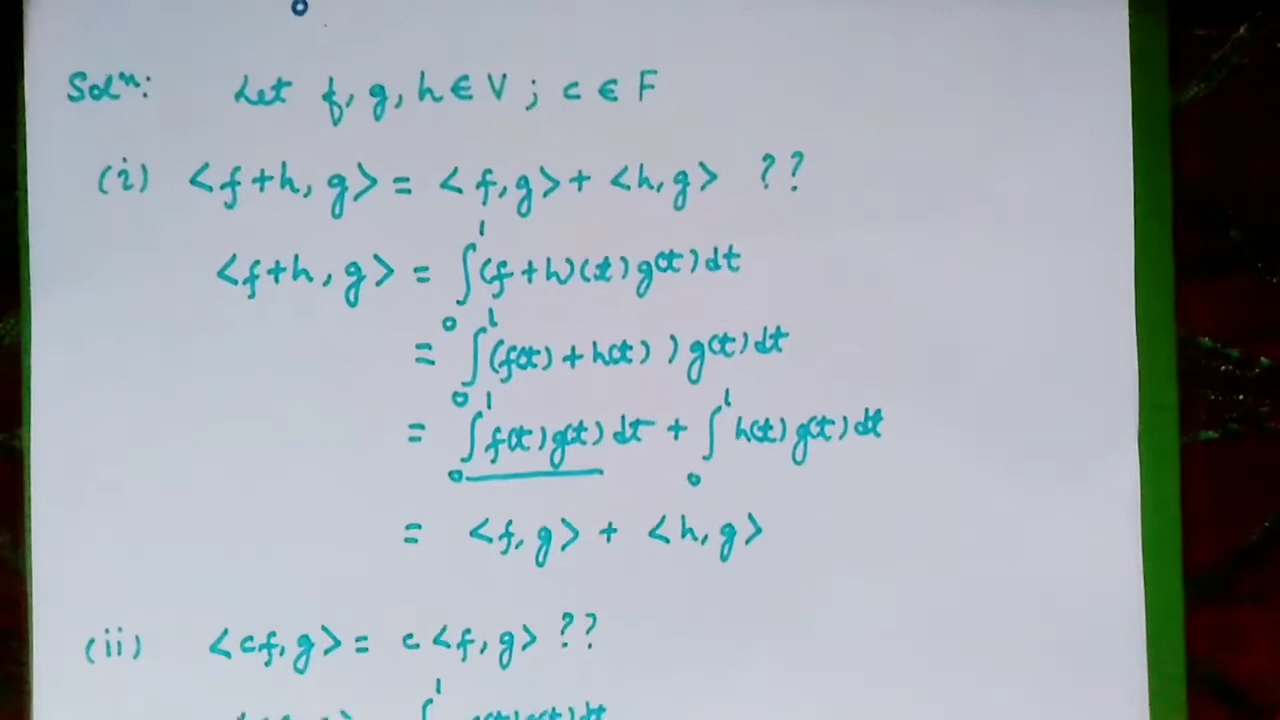 Solⁿ: Let f, g, h ∈ V ; c ∈ F
(i) <f+h, g> = <f,g> + <h,g> ??
<f+h, g> = ∫₀¹ (f+h)(t) g(t) dt
= ∫₀¹ (f(t) + h(t)) g(t) dt
= ∫₀¹ f(t) g(t) dt + ∫₀¹ h(t) g(t) dt
= <f,g> + <h,g>
(ii) <cf,g> = c <f,g> ??